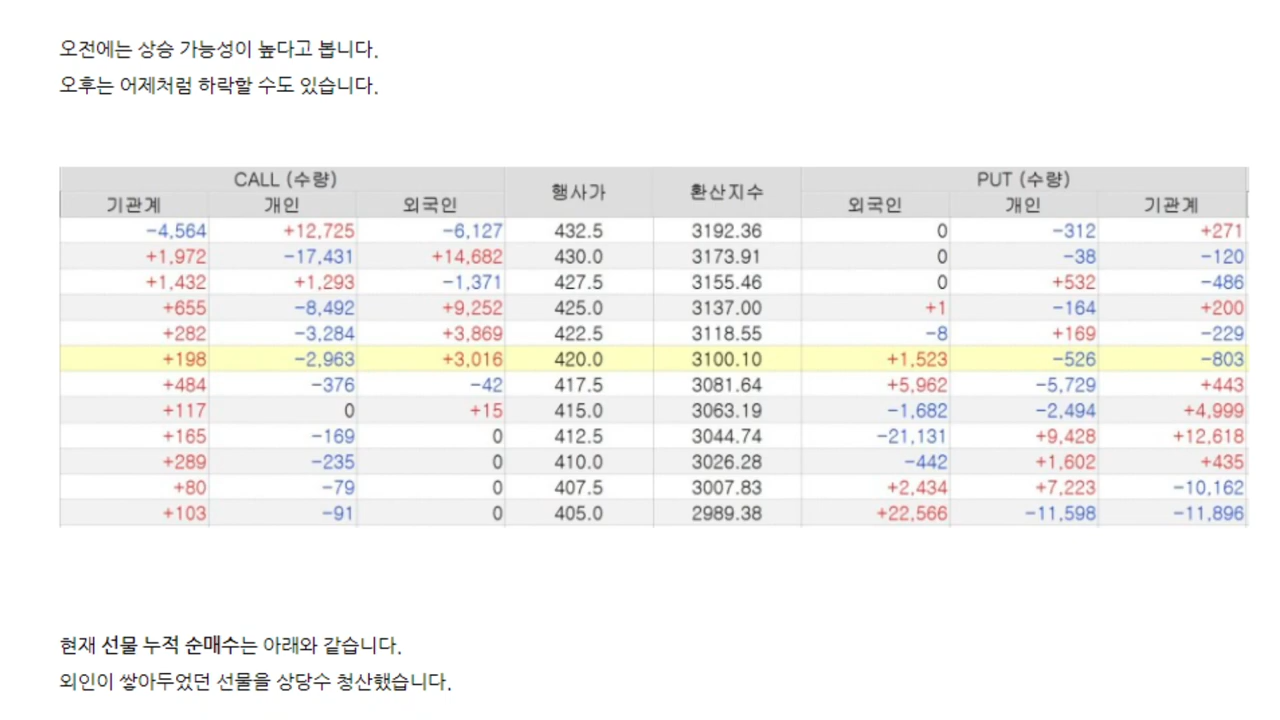 오전에는 상승 가능성이 높다고 봅니다.
오후는 어제처럼 하락할 수도 있습니다.
CALL (수량) 행사가 환산지수 PUT (수량)
기관계 개인 외국인 외국인 개인 기관계
-4,564 +12,725 -6,127 432.5 3192.36 0 -312 +271
+1,972 -17,431 +14,682 430.0 3173.91 0 -38 -120
+1,432 +1,293 -1,371 427.5 3155.46 0 +532 -486
+655 -8,492 +9,252 425.0 3137.00 +1 -164 +200
+282 -3,284 +3,869 422.5 3118.55 -8 +169 -229
+198 -2,963 +3,016 420.0 3100.10 +1,523 -526 -803
+484 -376 -42 417.5 3081.64 +5,962 -5,729 +443
+117 0 +15 415.0 3063.19 -1,682 -2,494 +4,999
+165 -169 0 412.5 3044.74 -21,131 +9,428 +12,618
+289 -235 0 410.0 3026.28 -442 +1,602 +435
+80 -79 0 407.5 3007.83 +2,434 +7,223 -10,162
+103 -91 0 405.0 2989.38 +22,566 -11,598 -11,896
현재 선물 누적 순매수는 아래와 같습니다.
외인이 쌓아두었던 선물을 상당수 청산했습니다.